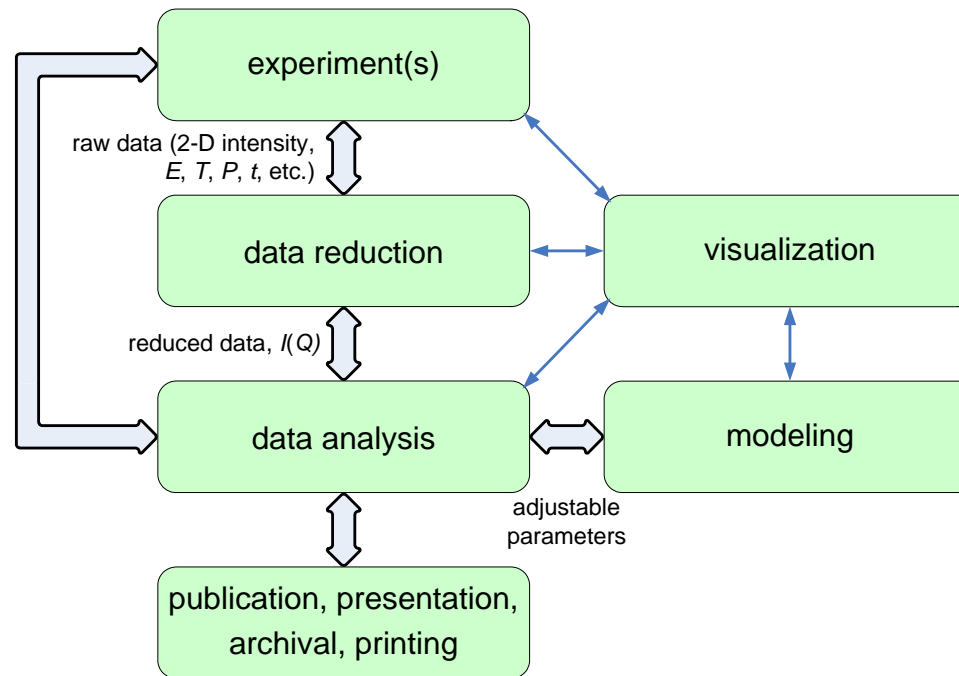 experiment(s)
raw data (2-D intensity,
E, T, P, t, etc.)
data reduction
visualization
reduced data, I(Q)
data analysis
modeling
adjustable
parameters
publication, presentation,
archival, printing